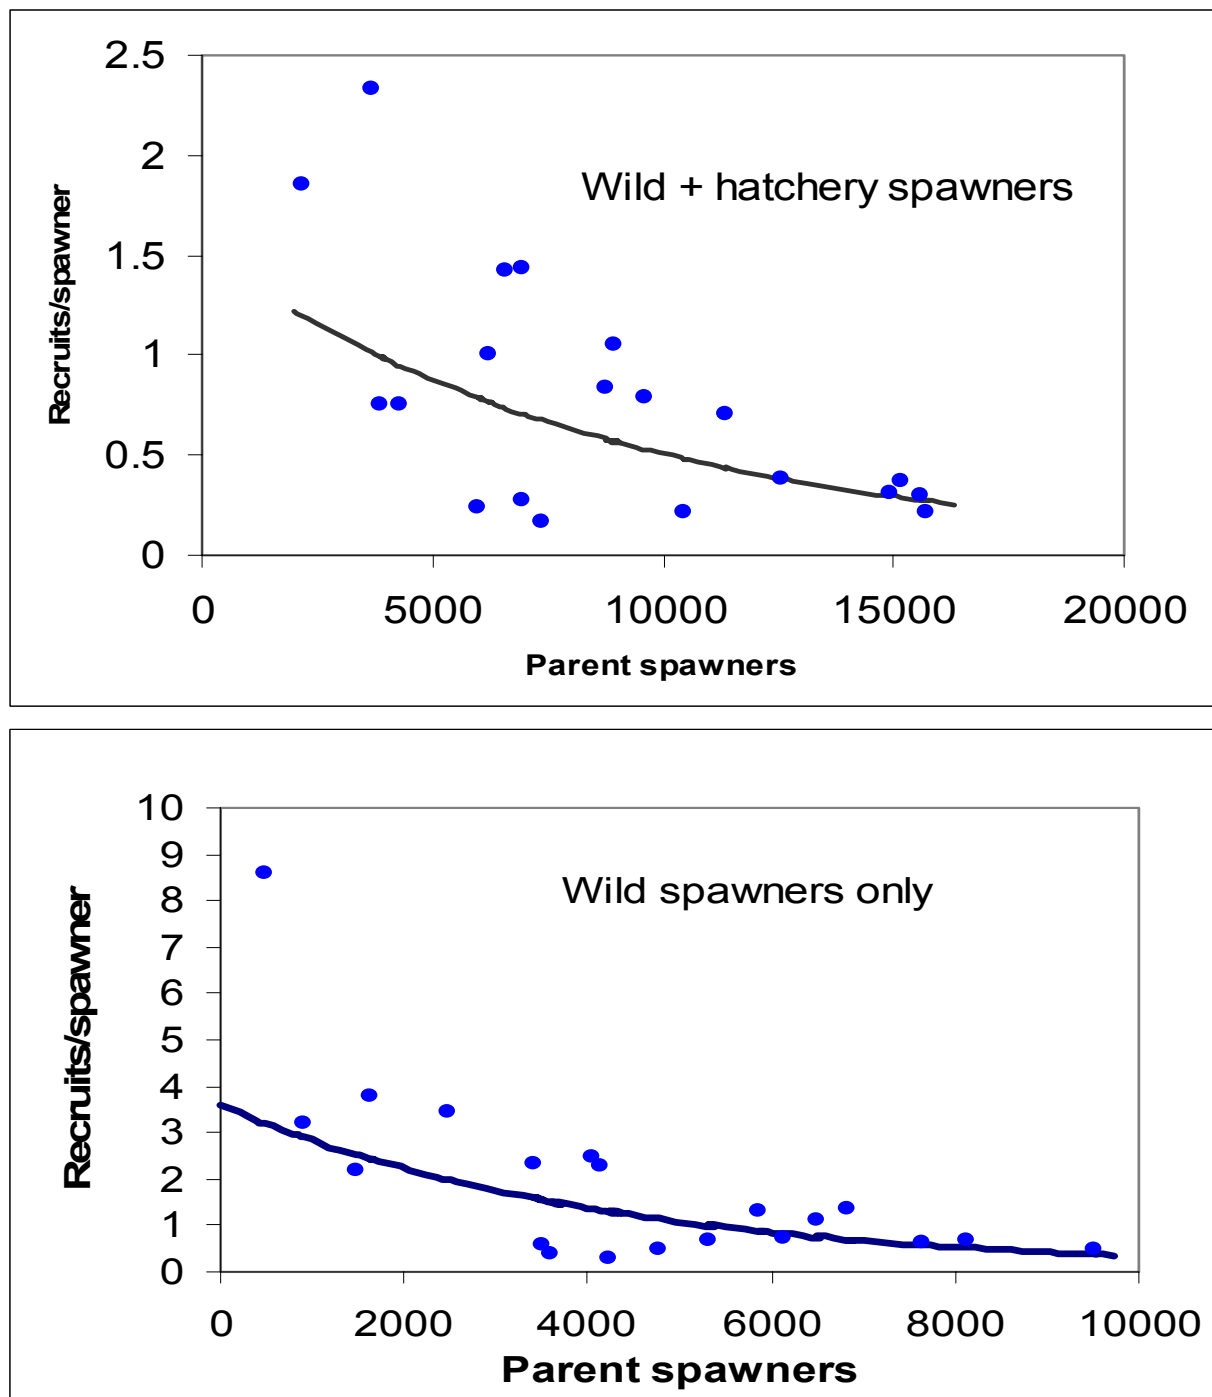 2.5
2
1.5
1
0.5
0
Recruits/spawner
Wild + hatchery spawners
0 5000 10000 15000 20000
Parent spawners
10
9
8
7
6
5
4
3
2
1
0
Recruits/spawner
Wild spawners only
0 2000 4000 6000 8000 10000
Parent spawners